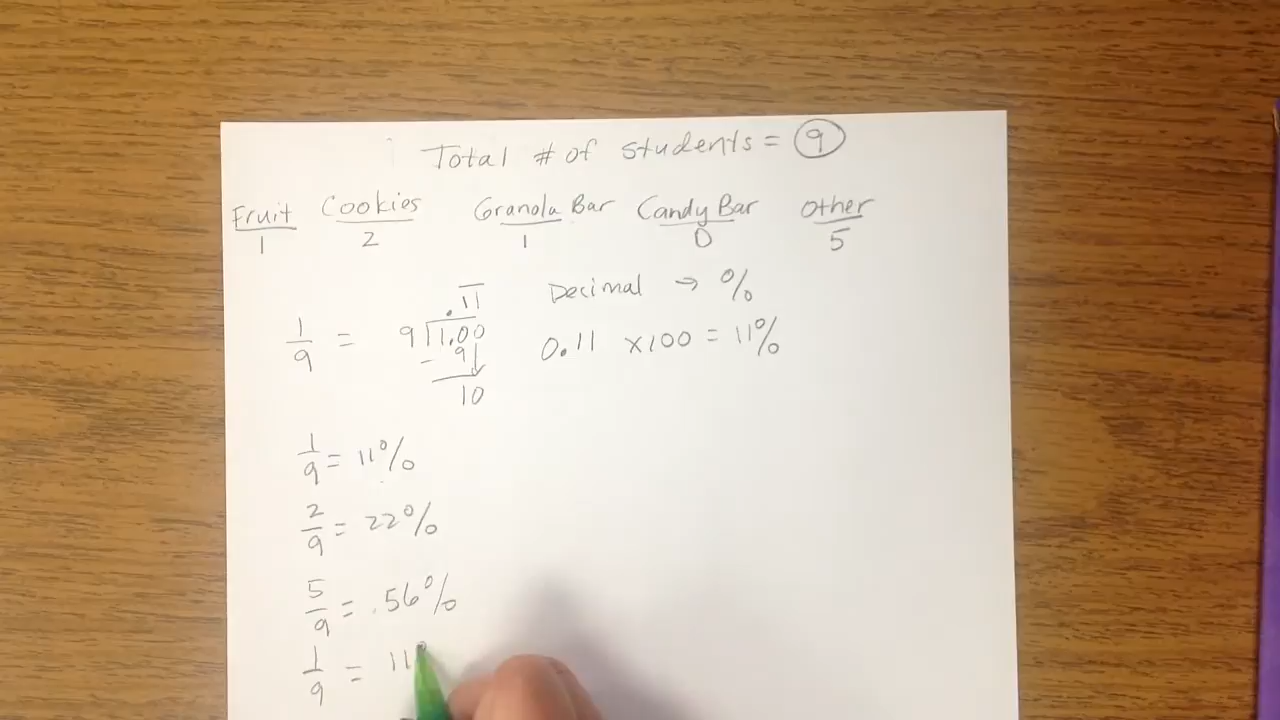 Total # of students = 9
Fruit Cookies Granola Bar Candy Bar Other
1 2 1 0 5
.11 Decimal → %
1/9 = 9 1.00 0.11 x100 = 11%
- 9
10
1/9 = 11%
2/9 = 22%
5/9 = .56%
1/9 = 11%